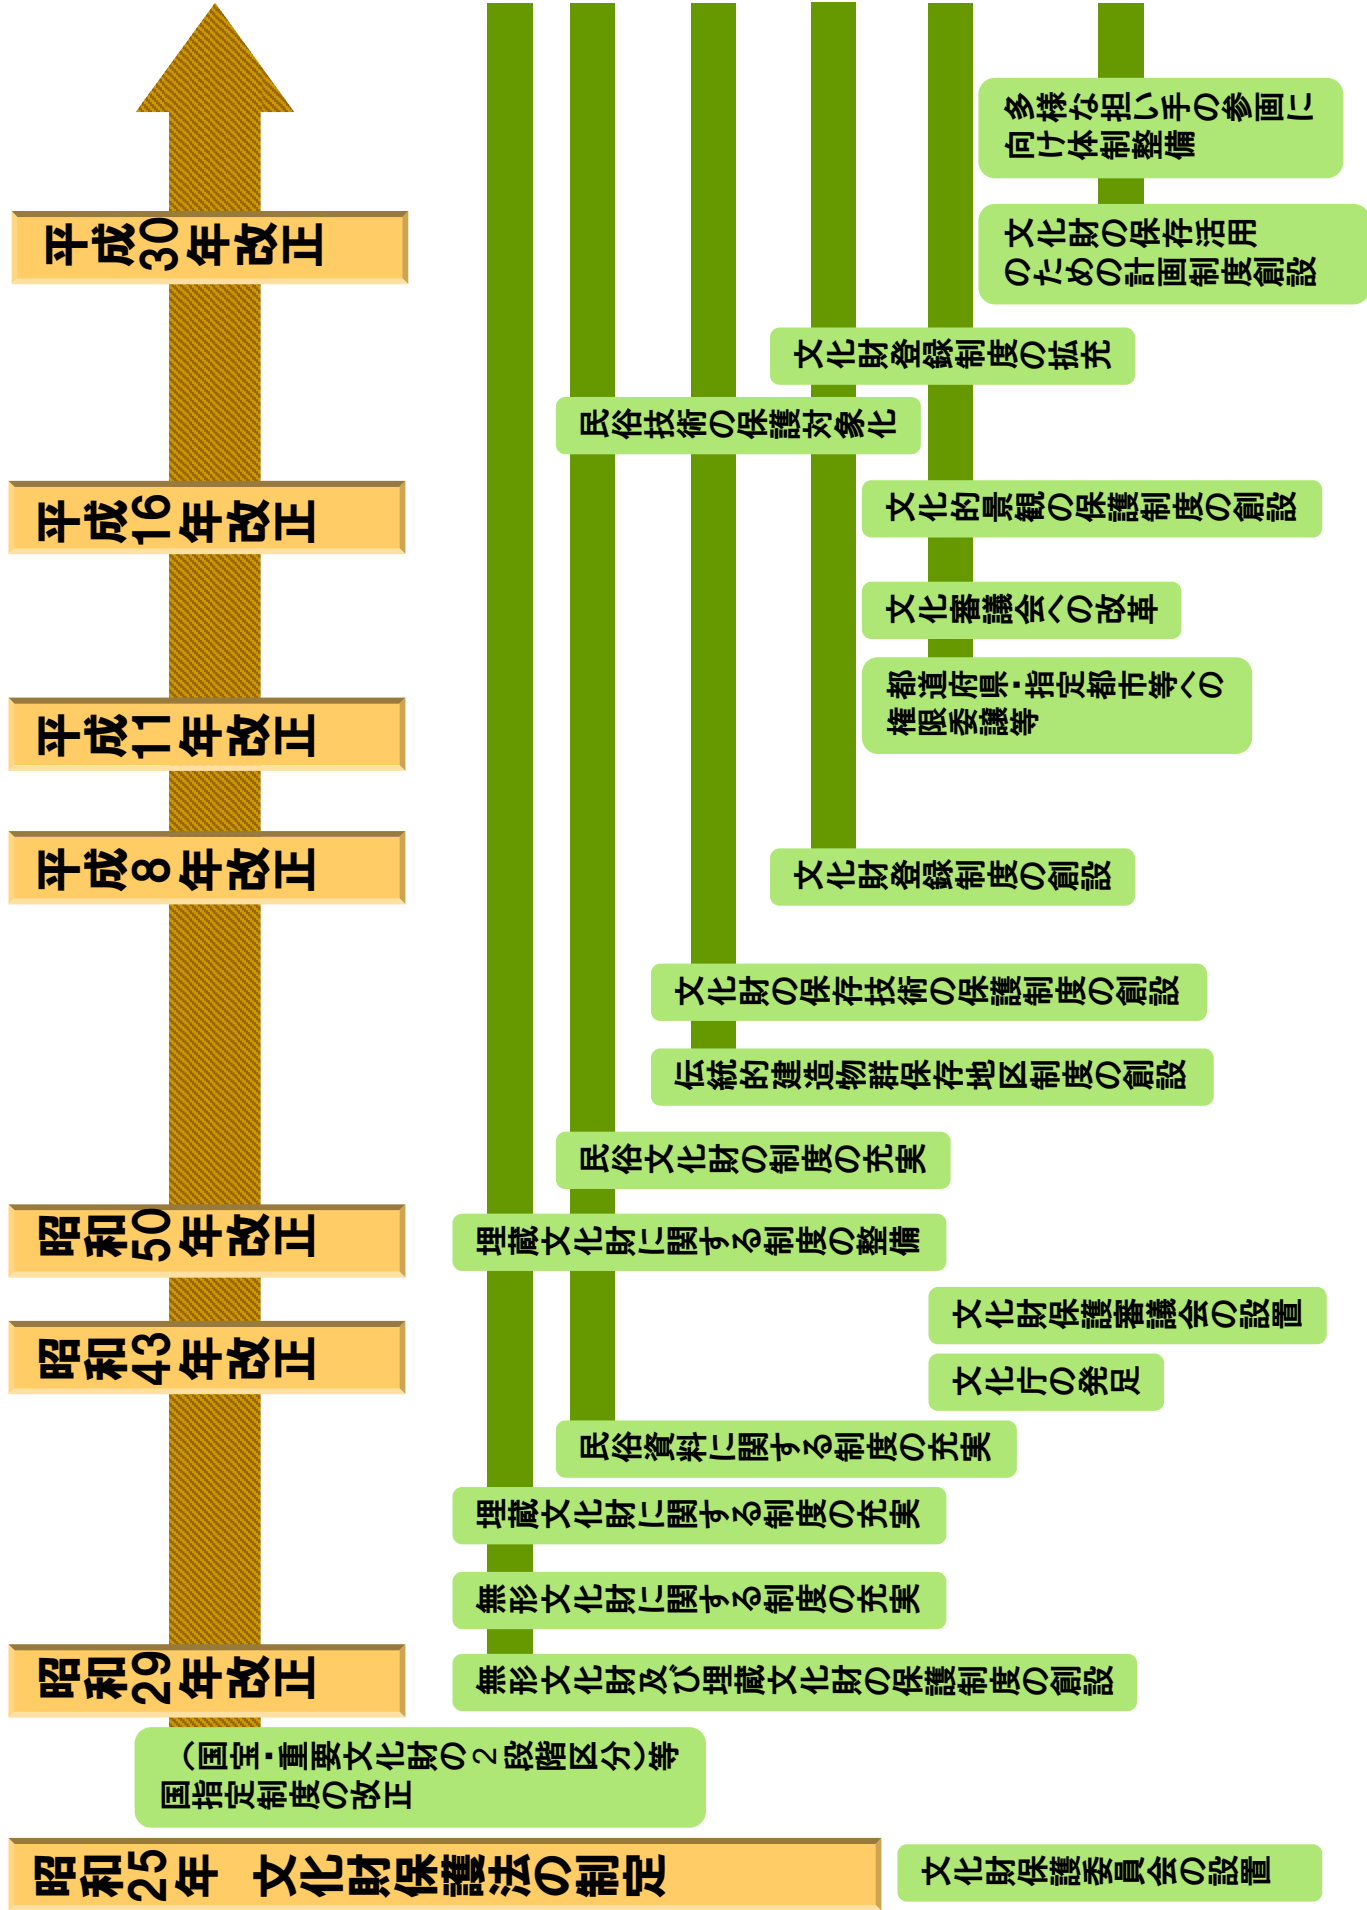 昭和25年 文化財保護法の制定
文化財保護委員会の設置
国指定制度の改正
（国宝・重要文化財の２段階区分）等
昭和29年改正
無形文化財及び埋蔵文化財の保護制度の創設
無形文化財に関する制度の充実
埋蔵文化財に関する制度の充実
民俗資料に関する制度の充実
昭和43年改正
文化庁の発足
文化財保護審議会の設置
昭和50年改正
埋蔵文化財に関する制度の整備
民俗文化財の制度の充実
伝統的建造物群保存地区制度の創設
文化財の保存技術の保護制度の創設
平成８年改正
文化財登録制度の創設
平成11年改正
都道府県・指定都市等への
権限委譲等
文化審議会への改革
平成16年改正
文化的景観の保護制度の創設
民俗技術の保護対象化
文化財登録制度の拡充
平成30年改正
文化財の保存活用
のための計画制度創設
多様な担い手の参画に
向け体制整備